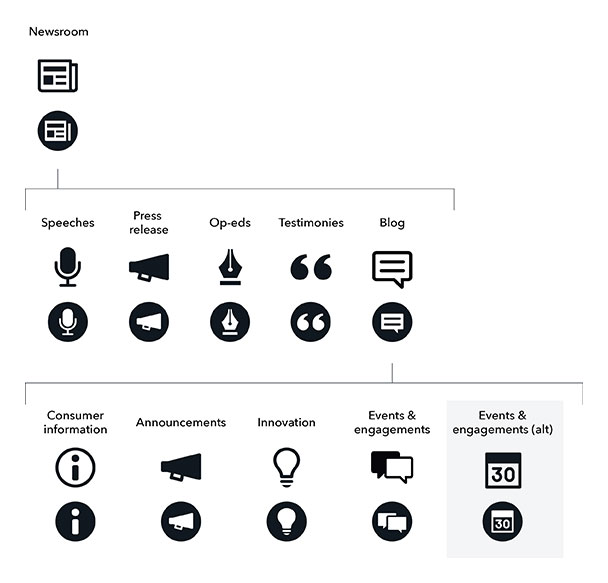 Newsroom
Speeches
Press
release
Op-eds
Testimonies
Blog
Consumer
information
Announcements
Innovation
Events &
engagements
Events &
engagements (alt)
30
30